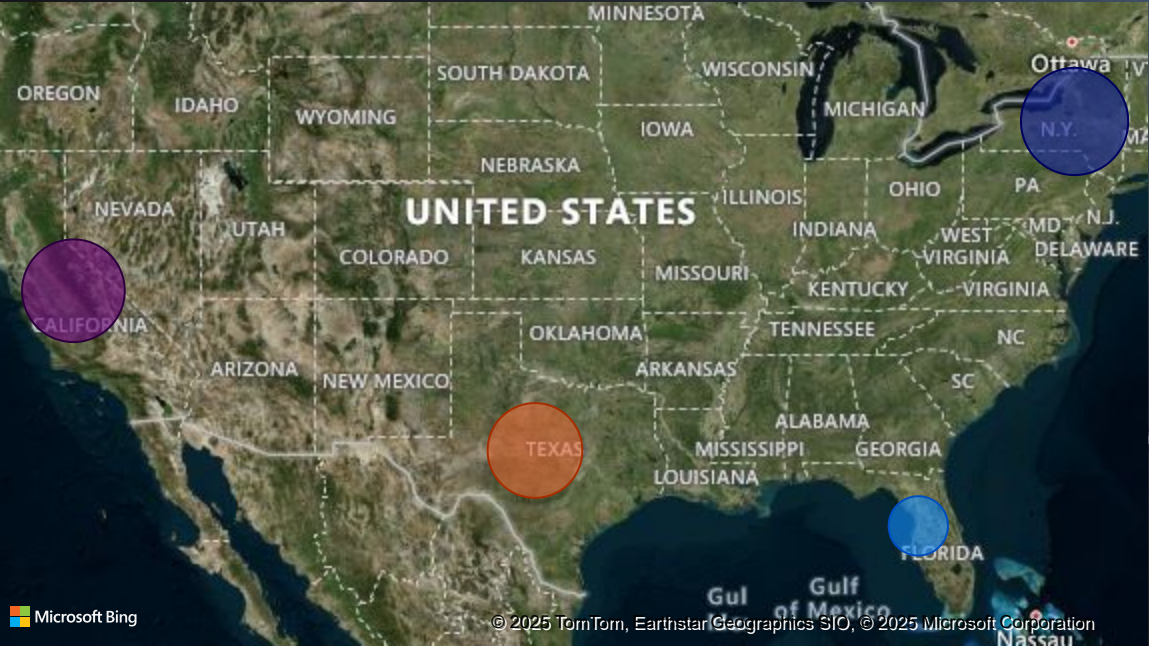 MINNESOTA
Ottawa
V
SOUTH DAKOTA
WISCONSIN
OREGON
IDAHO
WYOMING
MICHIGAN
IOWA
N.Y.
MA
NEBRASKA
ILLINOIS
OHIO
PA
NEVADA
UNITED STATES
UTAH
INDIANA
MD
N.J.
WEST
VIRGINIA
DELAWARE
COLORADO
KANSAS
MISSOURI
KENTUCKY
VIRGINIA
CALIFORNIA
OKLAHOMA
TENNESSEE
NC
ARIZONA
NEW MEXICO
ARKANSAS
SC
TEXAS
ALABAMA
MISSISSIPPI
GEORGIA
LOUISIANA
FLORIDA
Gulf
of Mexico
Gul
Microsoft Bing
© 2025 TomTom, Earthstar Geographics SIO, © 2025 Microsoft Corporation
Nassau